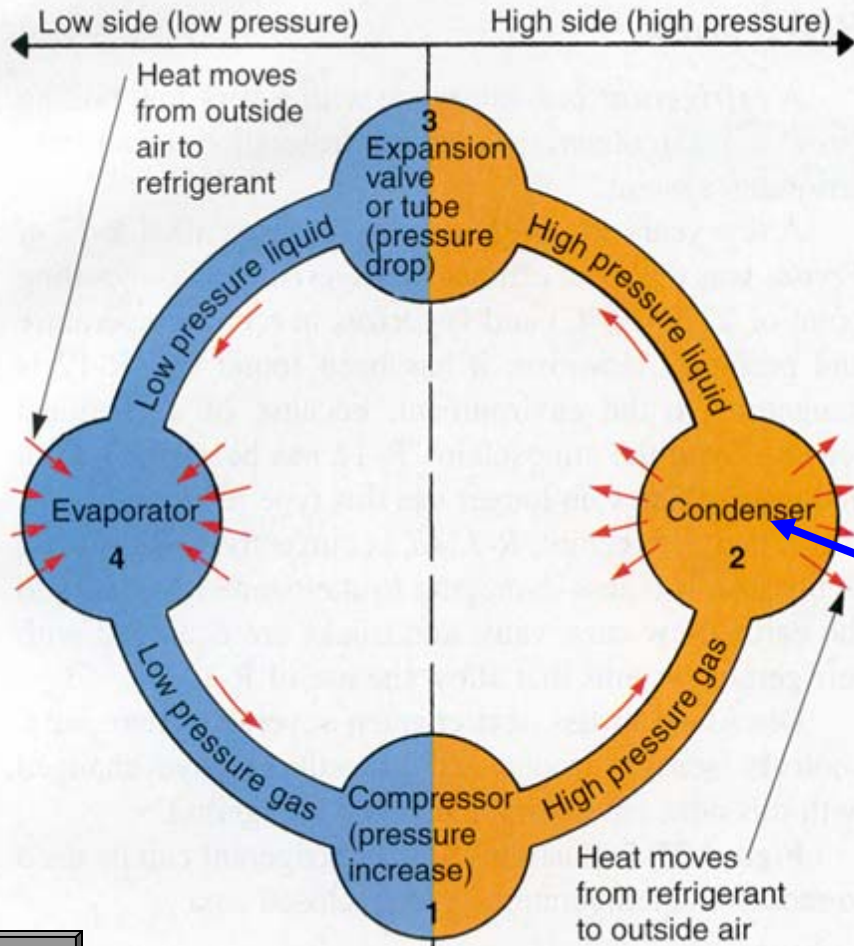 Low side (low pressure)
High side (high pressure)
Heat moves
from outside
air to
refrigerant
3
Expansion
valve
or tube
(pressure
drop)
Low pressure liquid
High pressure liquid
Evaporator
4
Condenser
2
Low pressure gas
High pressure gas
Compressor
(pressure
increase)
1
Heat moves
from refrigerant
to outside air